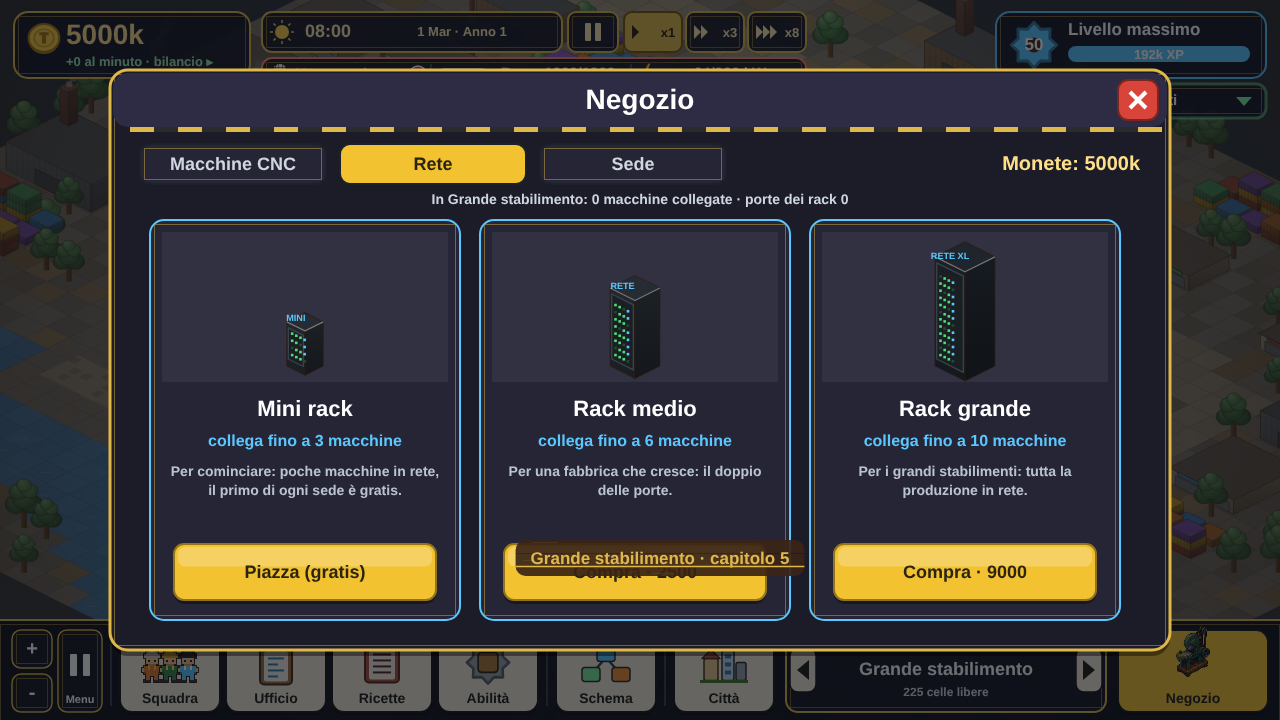 5000k
+0 al minuto · bilancio ▸
08:00
1 Mar · Anno 1
x1
x3
x8
50
Livello massimo
192k XP
Negozio
Macchine CNC
Rete
Sede
Monete: 5000k
In Grande stabilimento: 0 macchine collegate · porte dei rack 0
MINI
RETE
RETE XL
Mini rack
Rack medio
Rack grande
collega fino a 3 macchine
collega fino a 6 macchine
collega fino a 10 macchine
Per cominciare: poche macchine in rete,
il primo di ogni sede è gratis.
Per una fabbrica che cresce: il doppio
delle porte.
Per i grandi stabilimenti: tutta la
produzione in rete.
Grande stabilimento · capitolo 5
Piazza (gratis)
Compra · 2500
Compra · 9000
+
-
Menu
Squadra
Ufficio
Ricette
Abilità
Schema
Città
Grande stabilimento
225 celle libere
Negozio